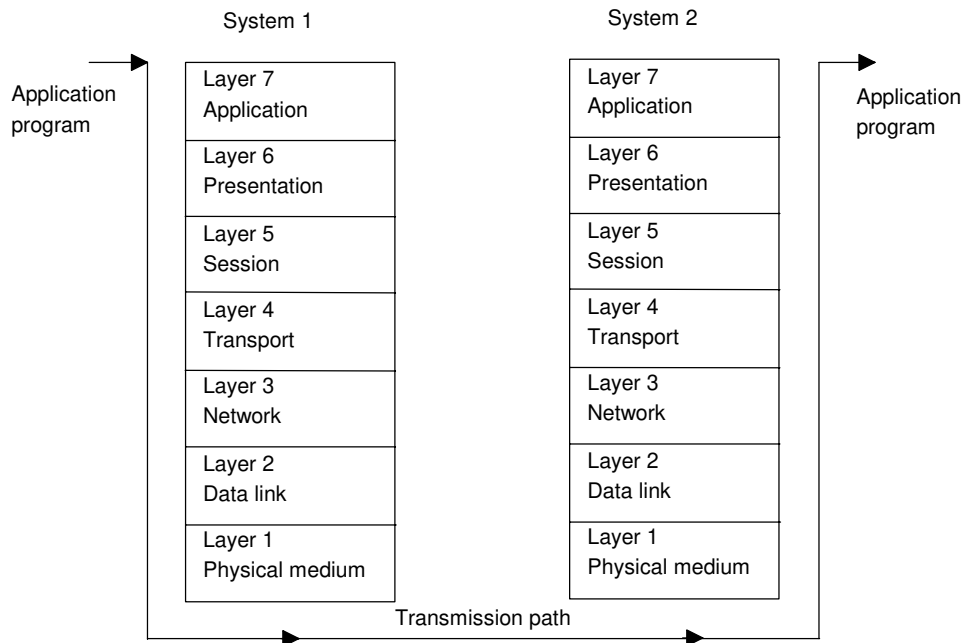 System 1
System 2
Application
program
Layer 7
Application
Layer 6
Presentation
Layer 5
Session
Layer 4
Transport
Layer 3
Network
Layer 2
Data link
Layer 1
Physical medium
Layer 7
Application
Layer 6
Presentation
Layer 5
Session
Layer 4
Transport
Layer 3
Network
Layer 2
Data link
Layer 1
Physical medium
Application
program
Transmission path